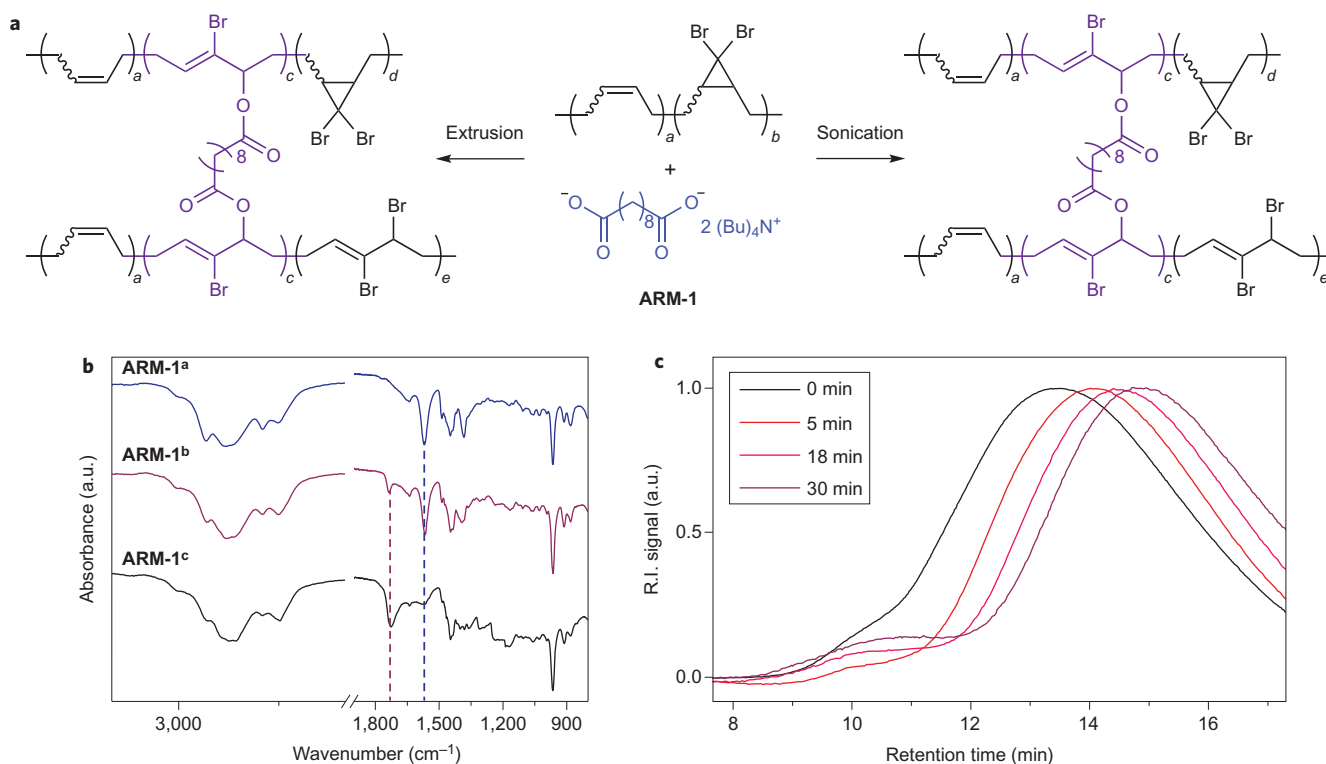 a
Br
( )a ( )c ( )d
O
Br Br
O
8
O
O
Br
( )a ( )c ( )e
Br Br
Extrusion
Br Br
( )a ( )b
+
−O O−
8
O O
2 (Bu)4N+
ARM-1
Sonication
Br
( )a ( )c ( )d
O
Br Br
O
8
O
O
Br
( )a ( )c ( )e
Br Br
b
ARM-1a
ARM-1b
ARM-1c
Absorbance (a.u.)
3,000 1,800 1,500 1,200 900
Wavenumber (cm−1)
c
0 min
5 min
18 min
30 min
R.I. signal (a.u.)
1.0
0.5
0.0
8 10 12 14 16
Retention time (min)